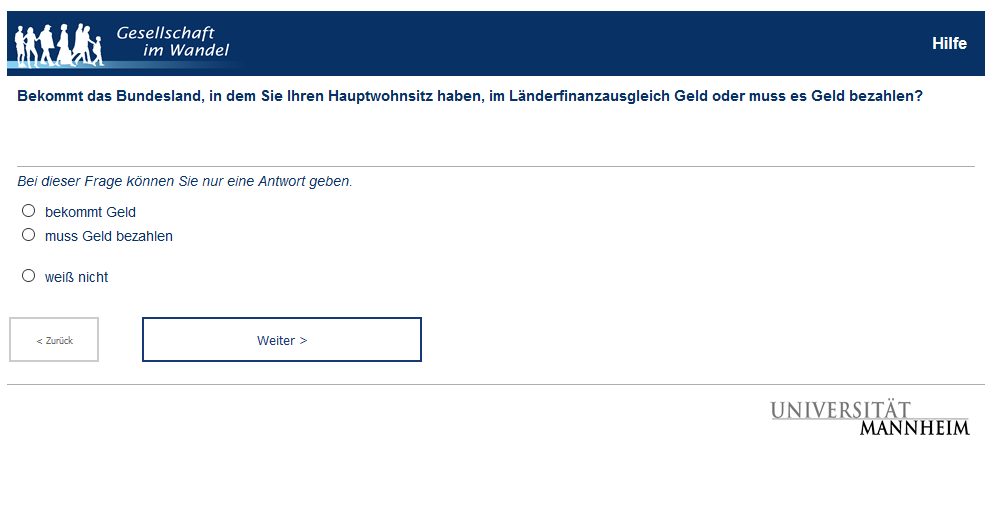 Gesellschaft
im Wandel
Hilfe
Bekommt das Bundesland, in dem Sie Ihren Hauptwohnsitz haben, im Länderfinanzausgleich Geld oder muss es Geld bezahlen?
Bei dieser Frage können Sie nur eine Antwort geben.
bekommt Geld
muss Geld bezahlen
weiß nicht
< Zurück
Weiter >
UNIVERSITÄT
MANNHEIM